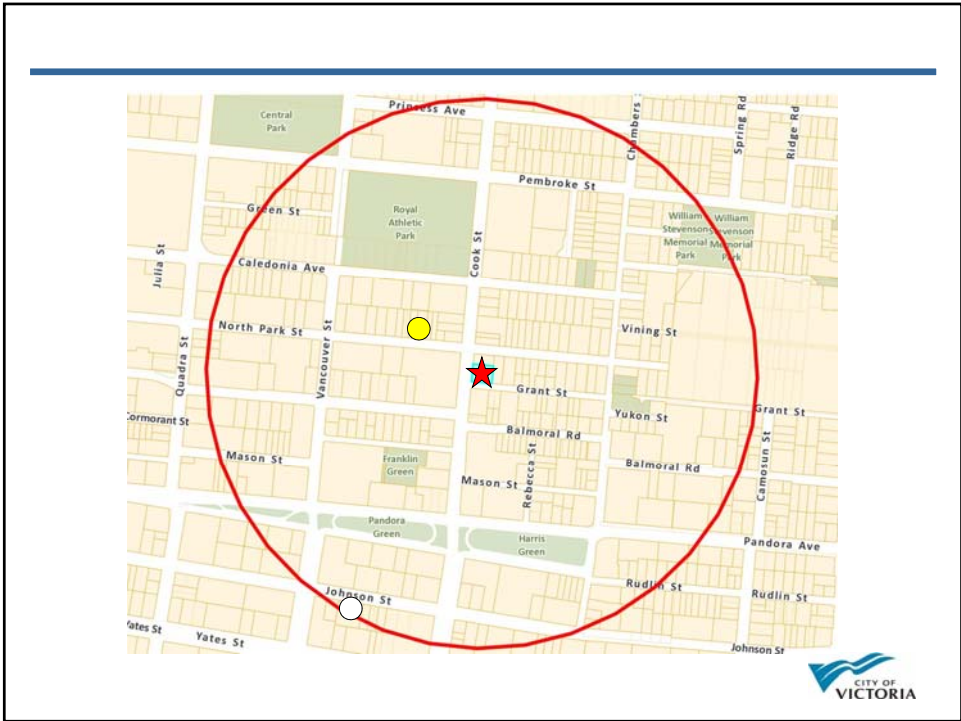 Princess Ave
Central
Park
Chambers
Spring Rd
Ridge Rd
Pembroke St
Green St
Royal
Athletic
Park
William
Stevenson
Memorial
Park
William
Stevenson
Memorial
Park
Cook St
Julia St
Caledonia Ave
North Park St
Vining St
Vancouver St
Quadra St
Grant St
Yukon St
Grant St
Cormorant St
Balmoral Rd
Mason St
Franklin
Green
Mason St
Rebecca St
Balmoral Rd
Camosun St
Pandora
Green
Harris
Green
Pandora Ave
Johnson St
Rudlin St
Rudlin St
Yates St
Yates St
Johnson St
CITY OF
VICTORIA